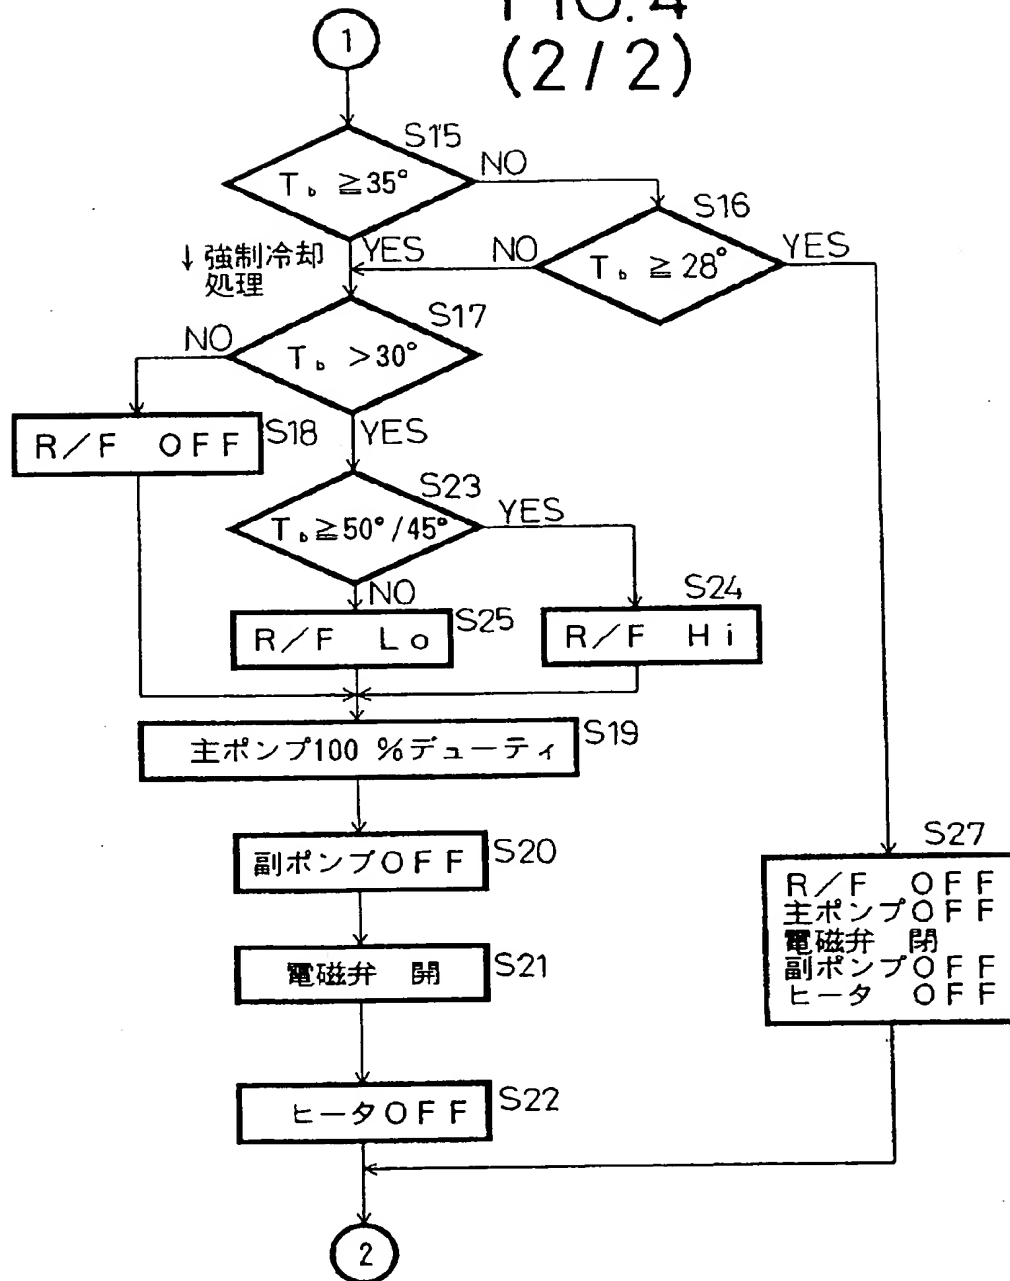 FIG.4
(2/2)
1
S15
Tb ≧35°
NO
S16
YES
↓強制冷却
処理
NO
Tb ≧28°
YES
S17
NO
Tb >30°
R/F OFF
S18
YES
S23
Tb≧50°/45°
YES
NO
S24
R/F Lo
S25
R/F Hi
主ポンプ100 %デューティ
S19
副ポンプOFF
S20
S27
R/F OFF
主ポンプOFF
電磁弁 閉
副ポンプOFF
ヒータ OFF
電磁弁 開
S21
ヒータOFF
S22
2